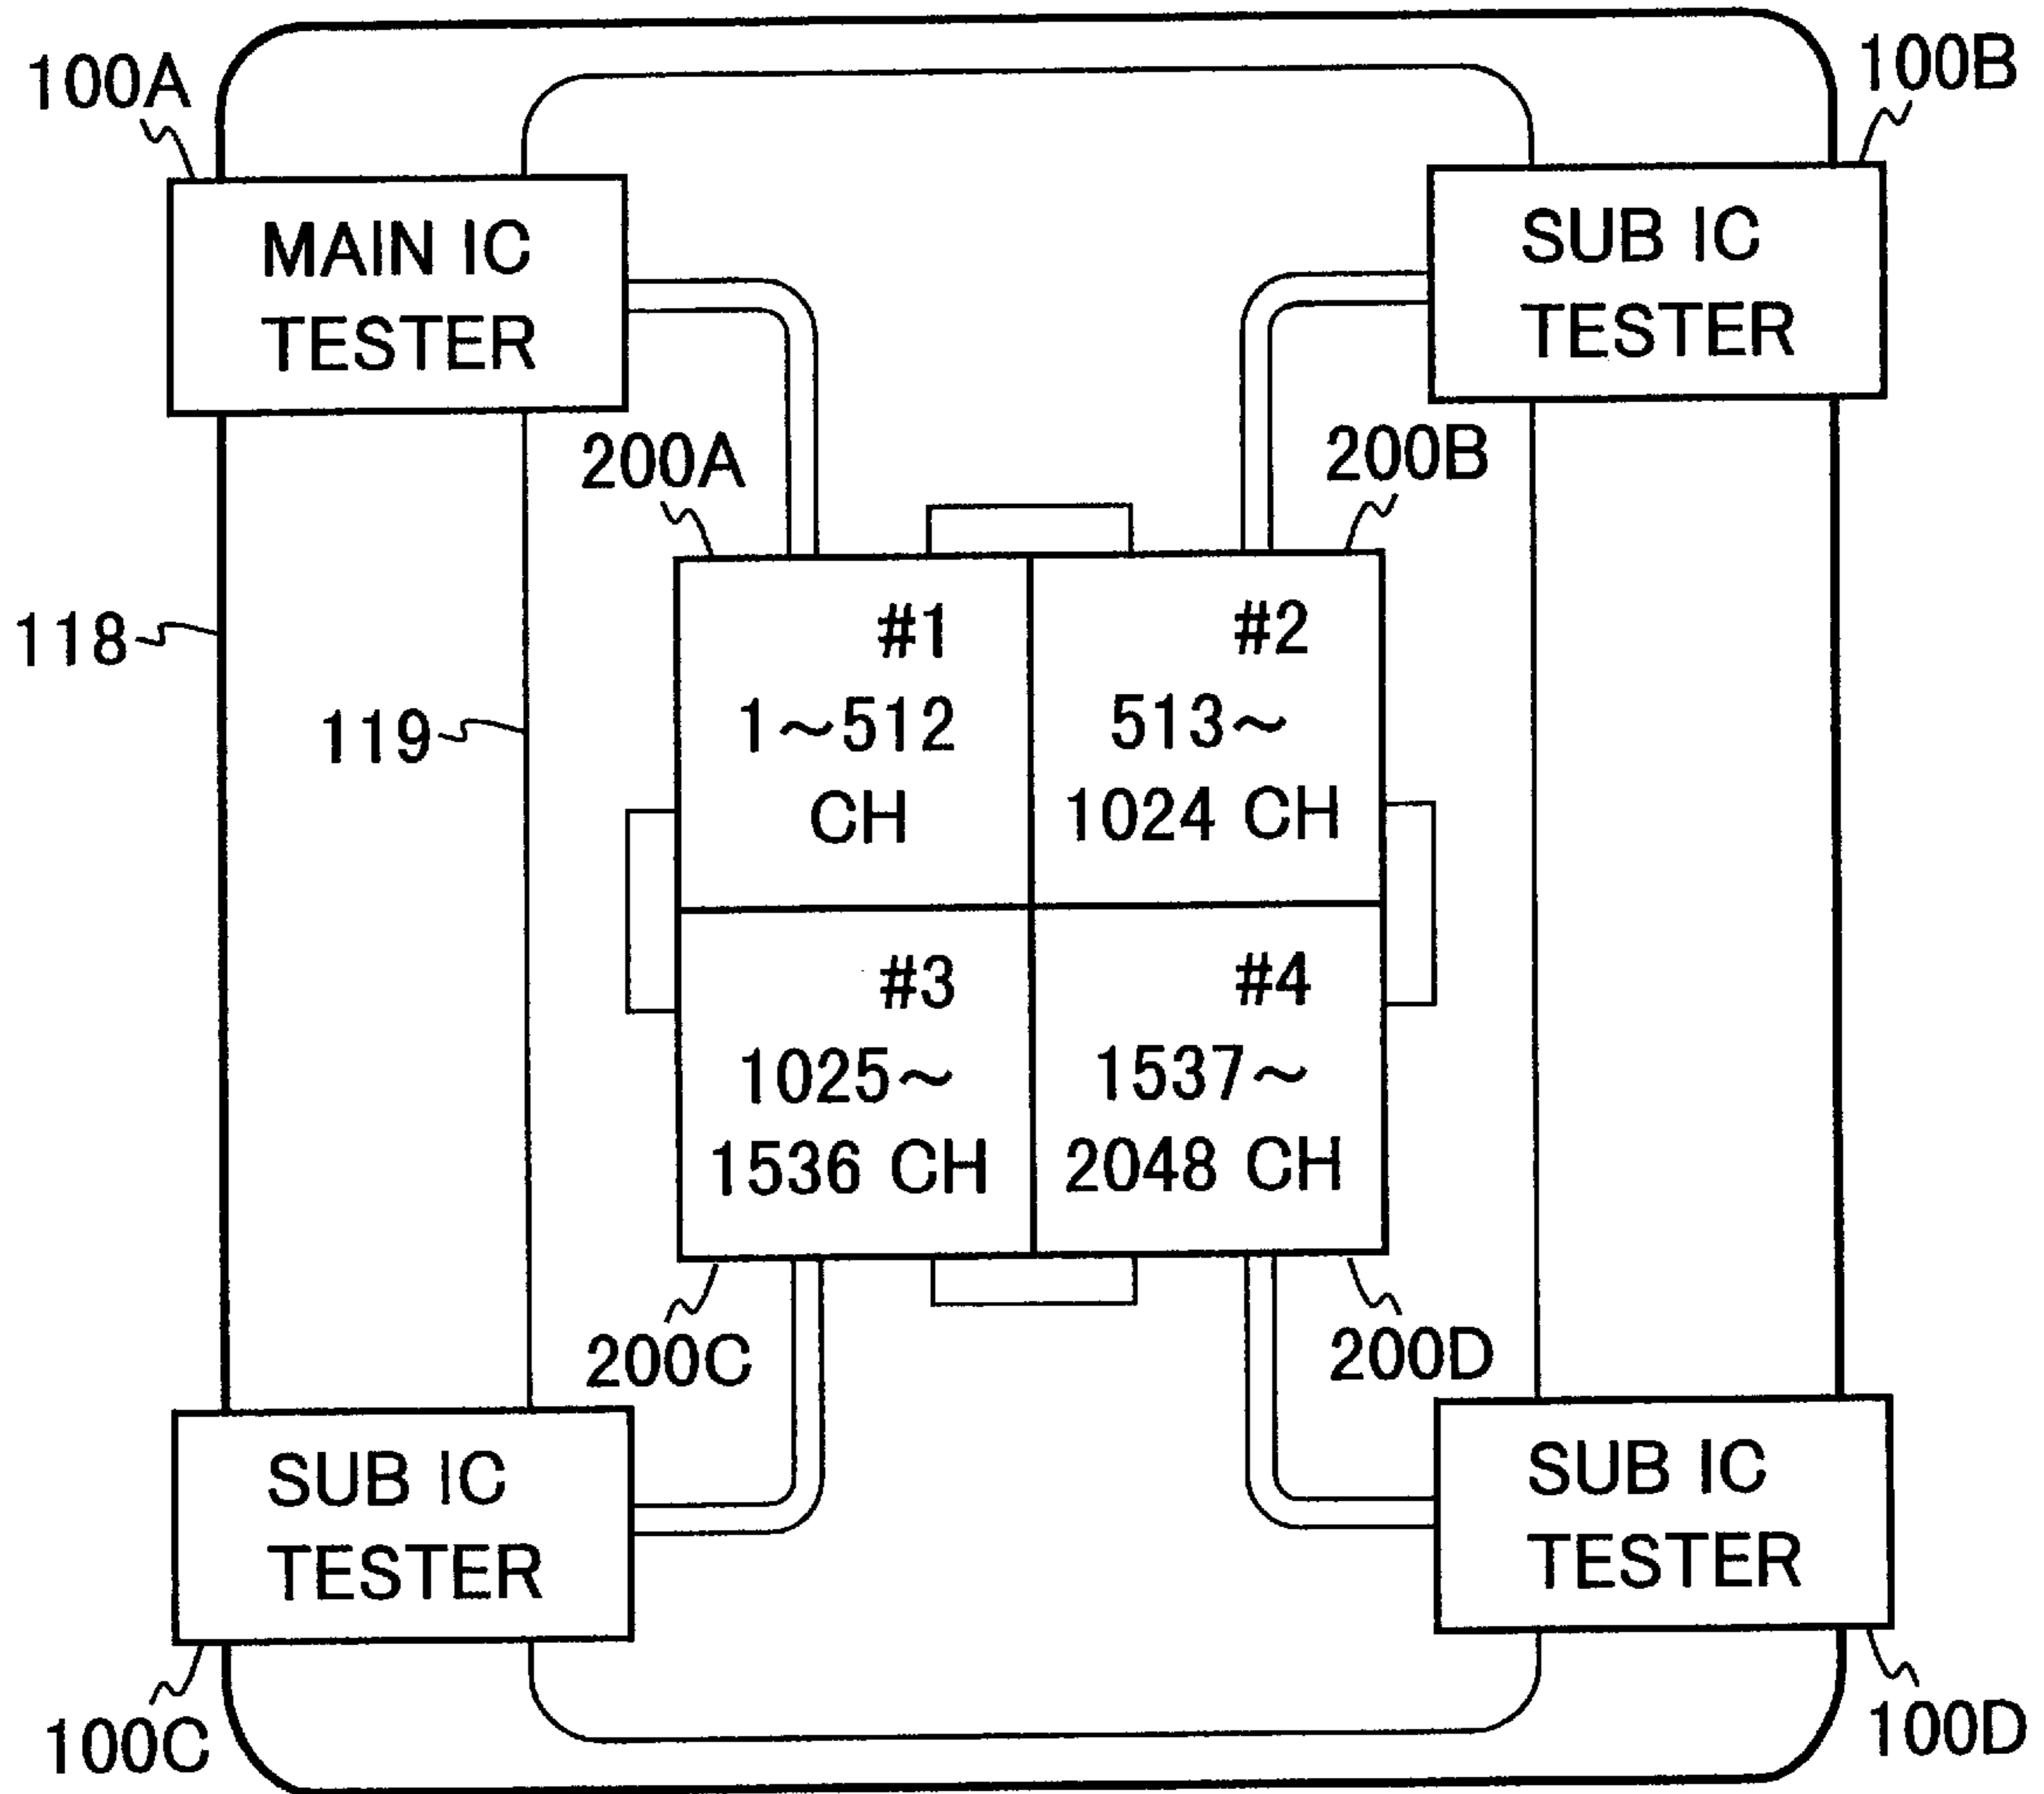 100A
100B
MAIN IC
TESTER
SUB IC
TESTER
200A
200B
118
119
#1
1~512
CH
#2
513~
1024 CH
#3
1025~
1536 CH
#4
1537~
2048 CH
200C
200D
SUB IC
TESTER
SUB IC
TESTER
100C
100D